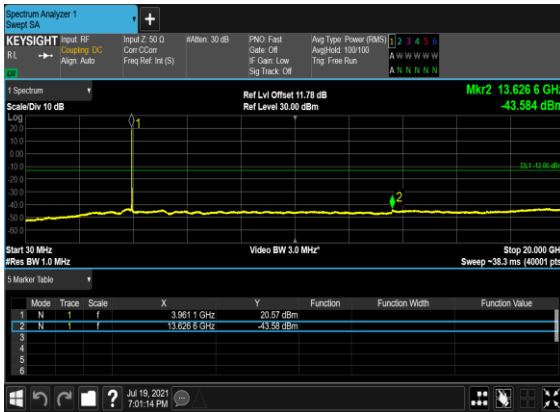 Spectrum Analyzer 1
Swept SA
+
KEYSIGHT Input: RF Input Z: 50 Ω #Atten: 30 dB PNO: Fast Avg Type: Power (RMS) 1 2 3 4 5 6
RL Coupling: DC Corr CCorr Gate: Off Avg|Hold: 100/100 A W W W W W
Align: Auto Freq Ref: Int (S) IF Gain: Low Trig: Free Run
Sig Track: Off A N N N N N
1 Spectrum Ref Lvl Offset 11.78 dB Mkr2 13.626 6 GHz
Scale/Div 10 dB Ref Level 30.00 dBm -43.584 dBm
Log
20.0
10.0
0.00
-10.0
-20.0
-30.0
-40.0
-50.0
-60.0
1
DL1 -13.00 dBm
2
Start 30 MHz Video BW 3.0 MHz* Stop 20.000 GHz
#Res BW 1.0 MHz Sweep ~38.3 ms (40001 pts)
5 Marker Table
Mode Trace Scale X Y Function Function Width Function Value
1 N 1 f 3.961 1 GHz 20.57 dBm
2 N 1 f 13.626 6 GHz -43.58 dBm
3
4
5
6
? Jul 19, 2021
7:01:14 PM